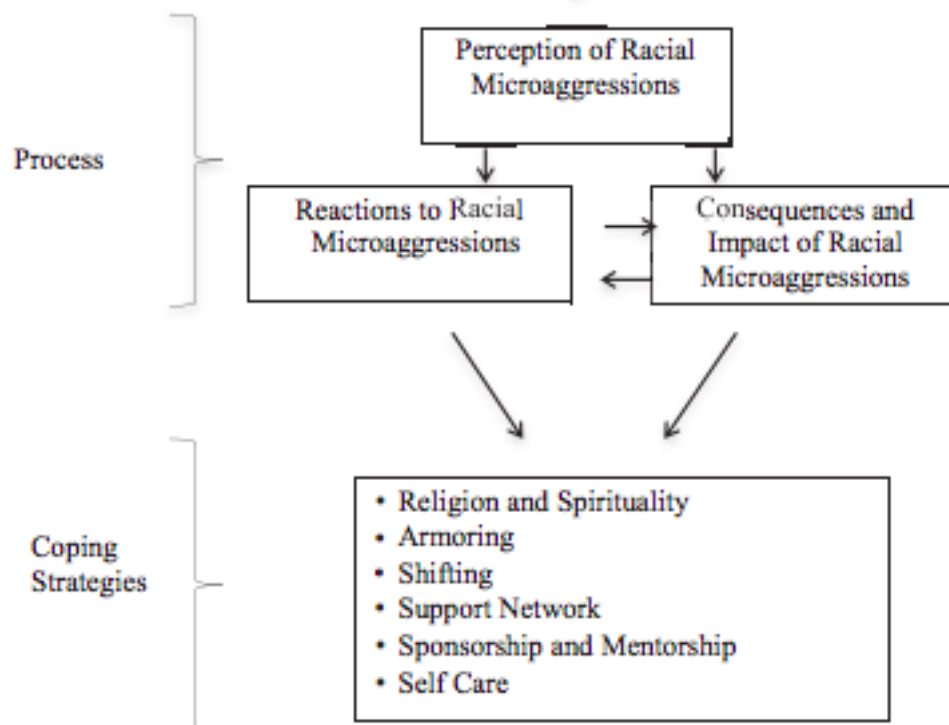 Perception of Racial
Microaggressions
Process
Reactions to Racial
Microaggressions
Consequences and
Impact of Racial
Microaggressions
Coping
Strategies
• Religion and Spirituality
• Armoring
• Shifting
• Support Network
• Sponsorship and Mentorship
• Self Care